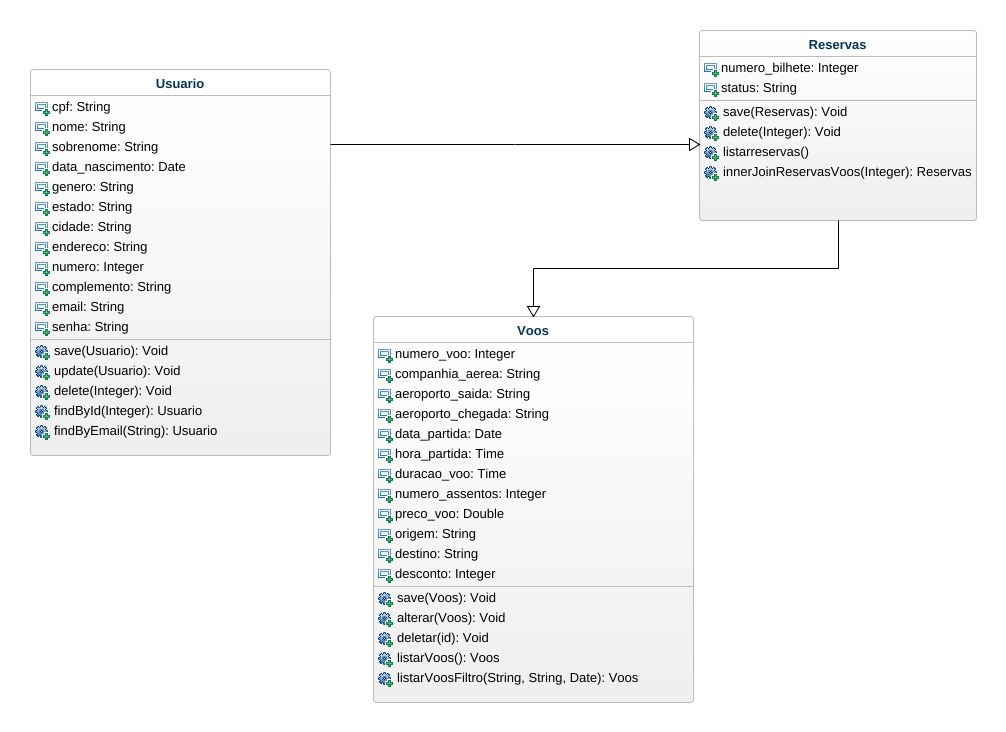 Usuario
cpf: String
nome: String
sobrenome: String
data_nascimento: Date
genero: String
estado: String
cidade: String
endereco: String
numero: Integer
complemento: String
email: String
senha: String
save(Usuario): Void
update(Usuario): Void
delete(Integer): Void
findById(Integer): Usuario
findByEmail(String): Usuario
Reservas
numero_bilhete: Integer
status: String
save(Reservas): Void
delete(Integer): Void
listarreservas()
innerJoinReservasVoos(Integer): Reservas
Voos
numero_voo: Integer
companhia_aerea: String
aeroporto_saida: String
aeroporto_chegada: String
data_partida: Date
hora_partida: Time
duracao_voo: Time
numero_assentos: Integer
preco_voo: Double
origem: String
destino: String
desconto: Integer
save(Voos): Void
alterar(Voos): Void
deletar(id): Void
listarVoos(): Voos
listarVoosFiltro(String, String, Date): Voos